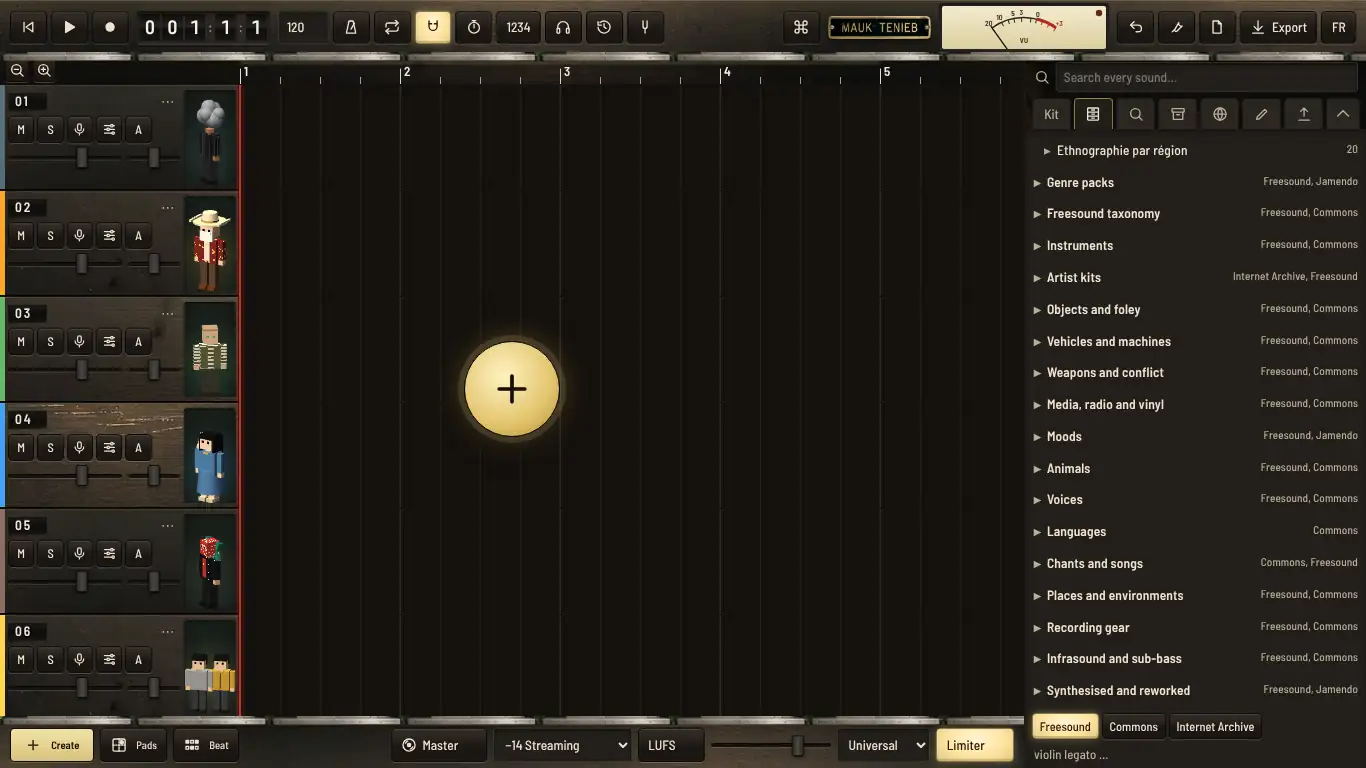 001:1:1
120
1234
MAUK TENIEB
20 10 5 3 0 +3
VU
Export
FR
1 2 3 4 5
Search every sound...
Kit
01
M S A
02
M S A
03
M S A
04
M S A
05
M S A
06
M S A
Ethnographie par région 20
Genre packs Freesound, Jamendo
Freesound taxonomy Freesound, Commons
Instruments Freesound, Commons
Artist kits Internet Archive, Freesound
Objects and foley Freesound, Commons
Vehicles and machines Freesound, Commons
Weapons and conflict Freesound, Commons
Media, radio and vinyl Freesound, Commons
Moods Freesound, Jamendo
Animals Freesound, Commons
Voices Freesound, Commons
Languages Commons
Chants and songs Commons, Freesound
Places and environments Freesound, Commons
Recording gear Freesound, Commons
Infrasound and sub-bass Freesound, Commons
Synthesised and reworked Freesound, Jamendo
Freesound Commons Internet Archive
violin legato ...
Create Pads Beat Master −14 Streaming LUFS Universal Limiter